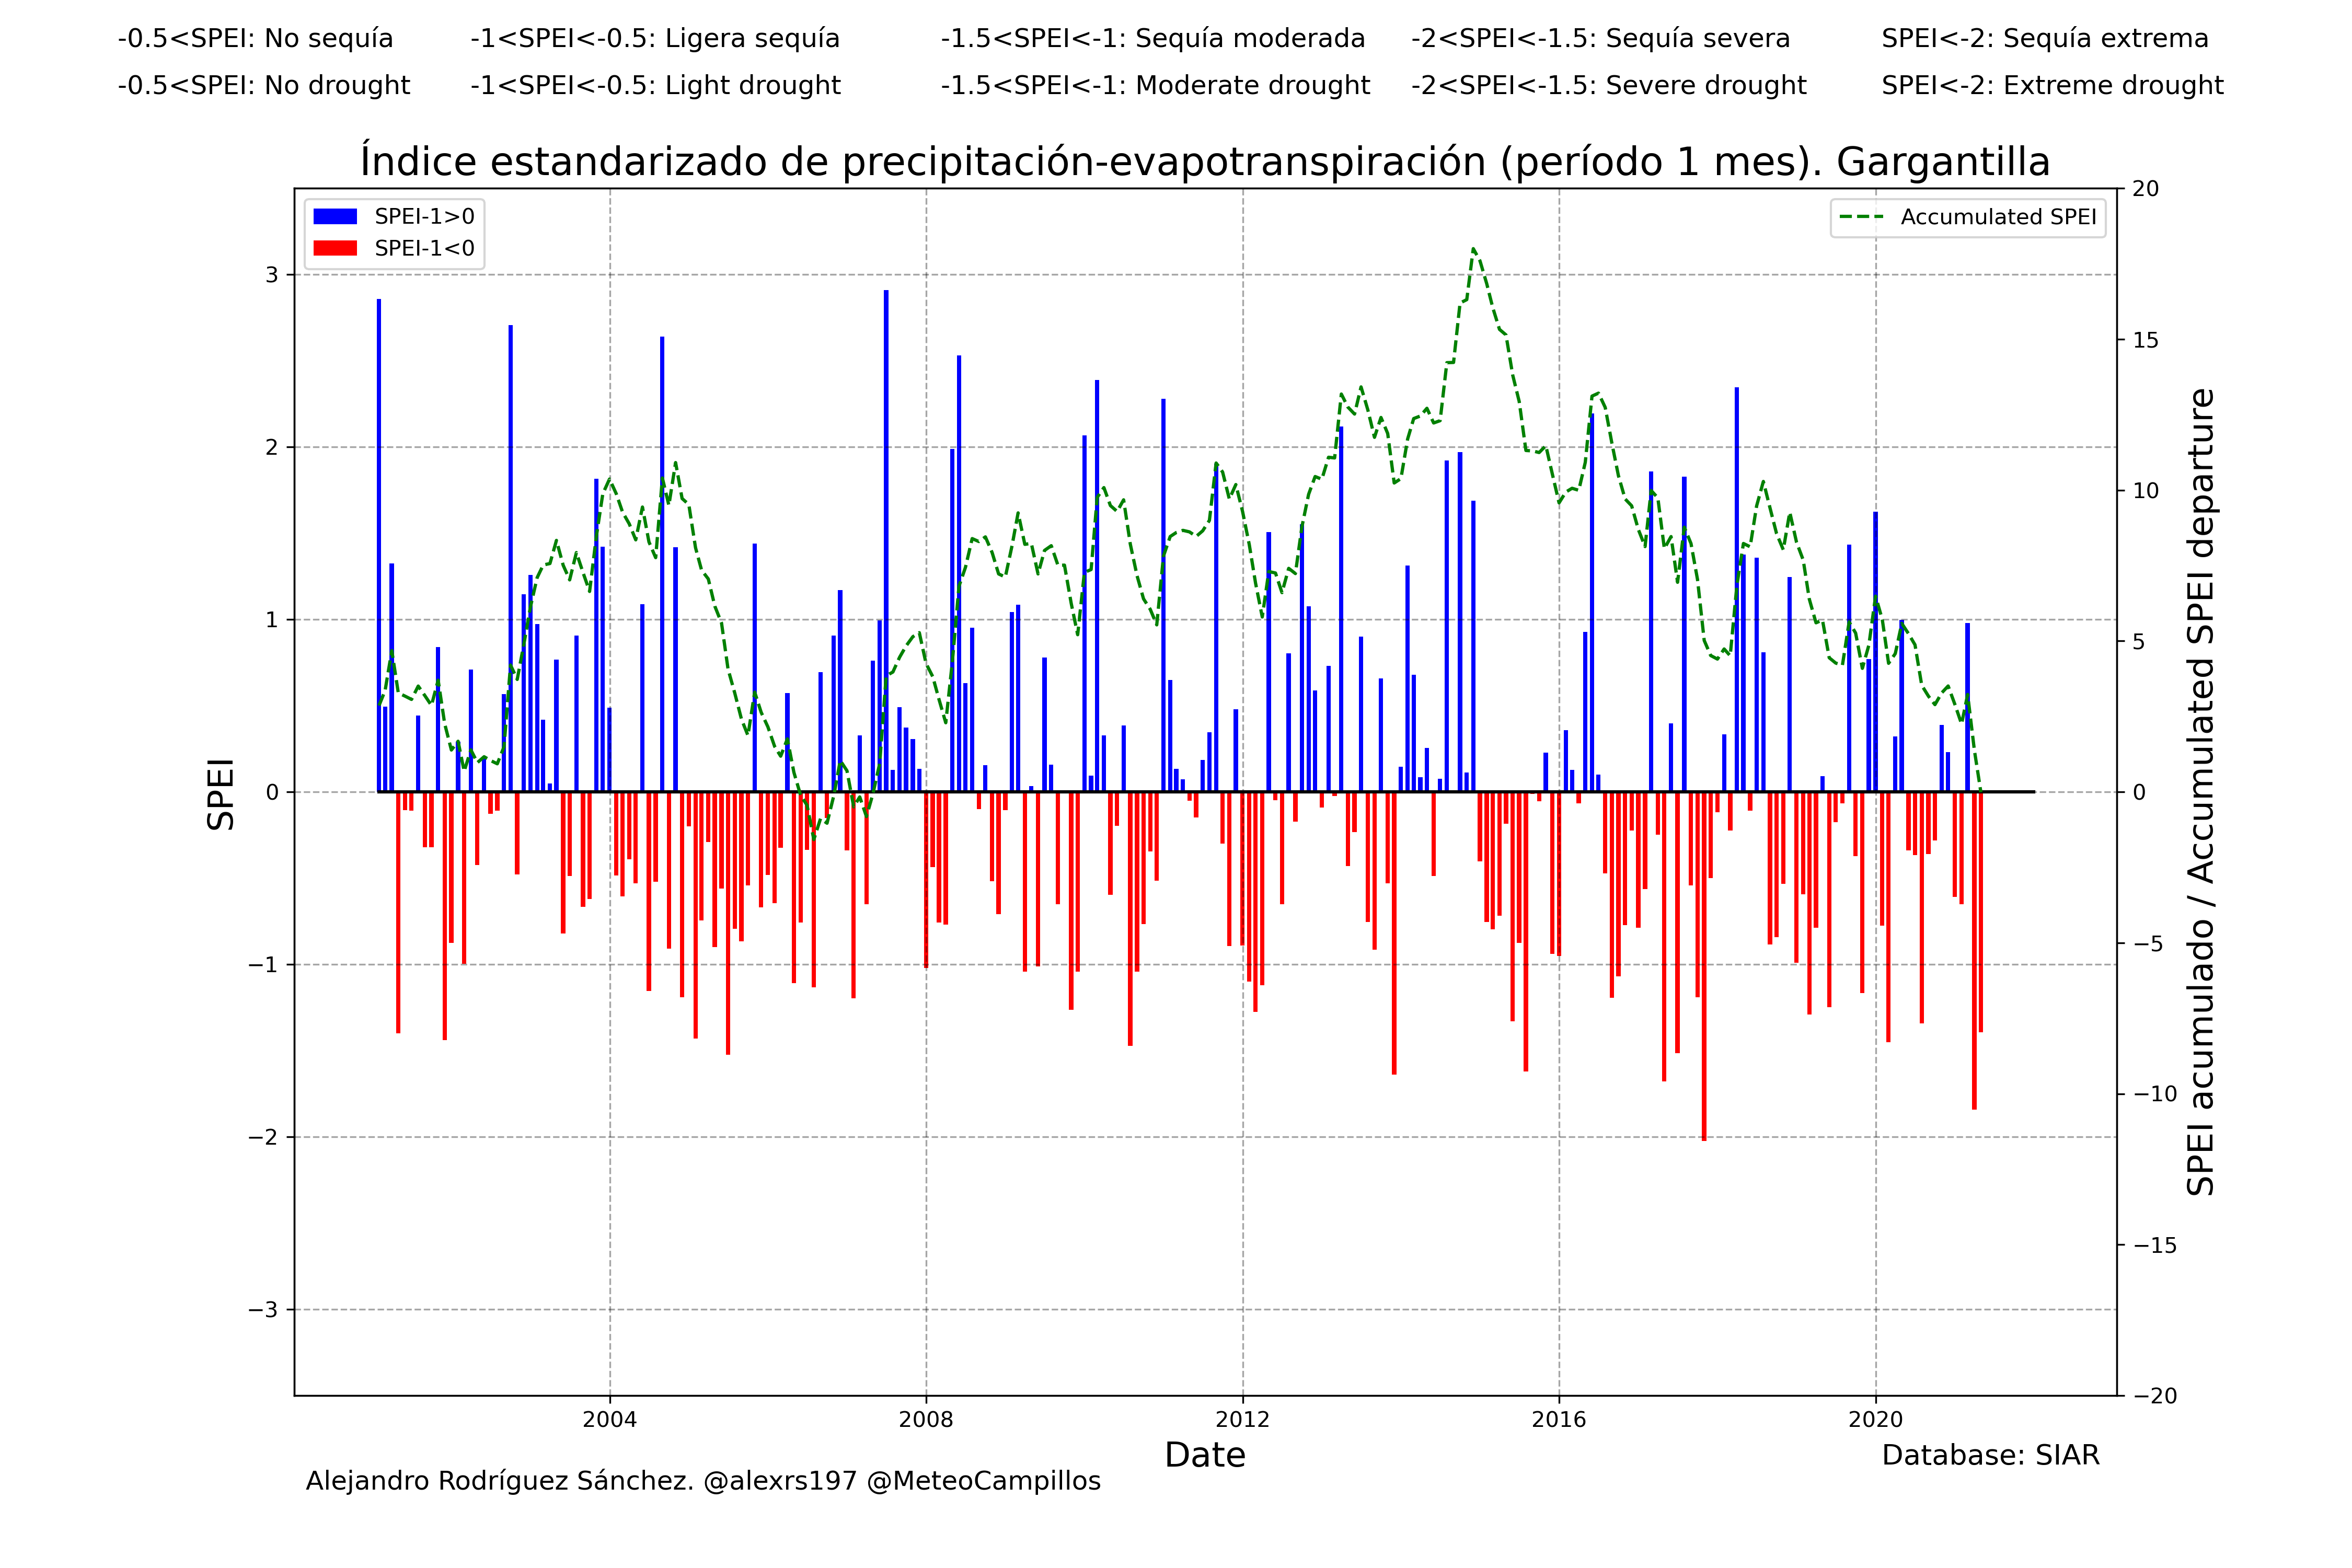 -0.5<SPEI: No sequía -1<SPEI<-0.5: Ligera sequía -1.5<SPEI<-1: Sequía moderada -2<SPEI<-1.5: Sequía severa SPEI<-2: Sequía extrema
-0.5<SPEI: No drought -1<SPEI<-0.5: Light drought -1.5<SPEI<-1: Moderate drought -2<SPEI<-1.5: Severe drought SPEI<-2: Extreme drought
Índice estandarizado de precipitación-evapotranspiración (período 1 mes). Gargantilla
SPEI-1>0
SPEI-1<0
Accumulated SPEI
SPEI
3
2
1
0
−1
−2
−3
20
15
10
5
0
−5
−10
−15
−20
SPEI acumulado / Accumulated SPEI departure
2004 2008 2012 2016 2020
Date
Database: SIAR
Alejandro Rodríguez Sánchez. @alexrs197 @MeteoCampillos